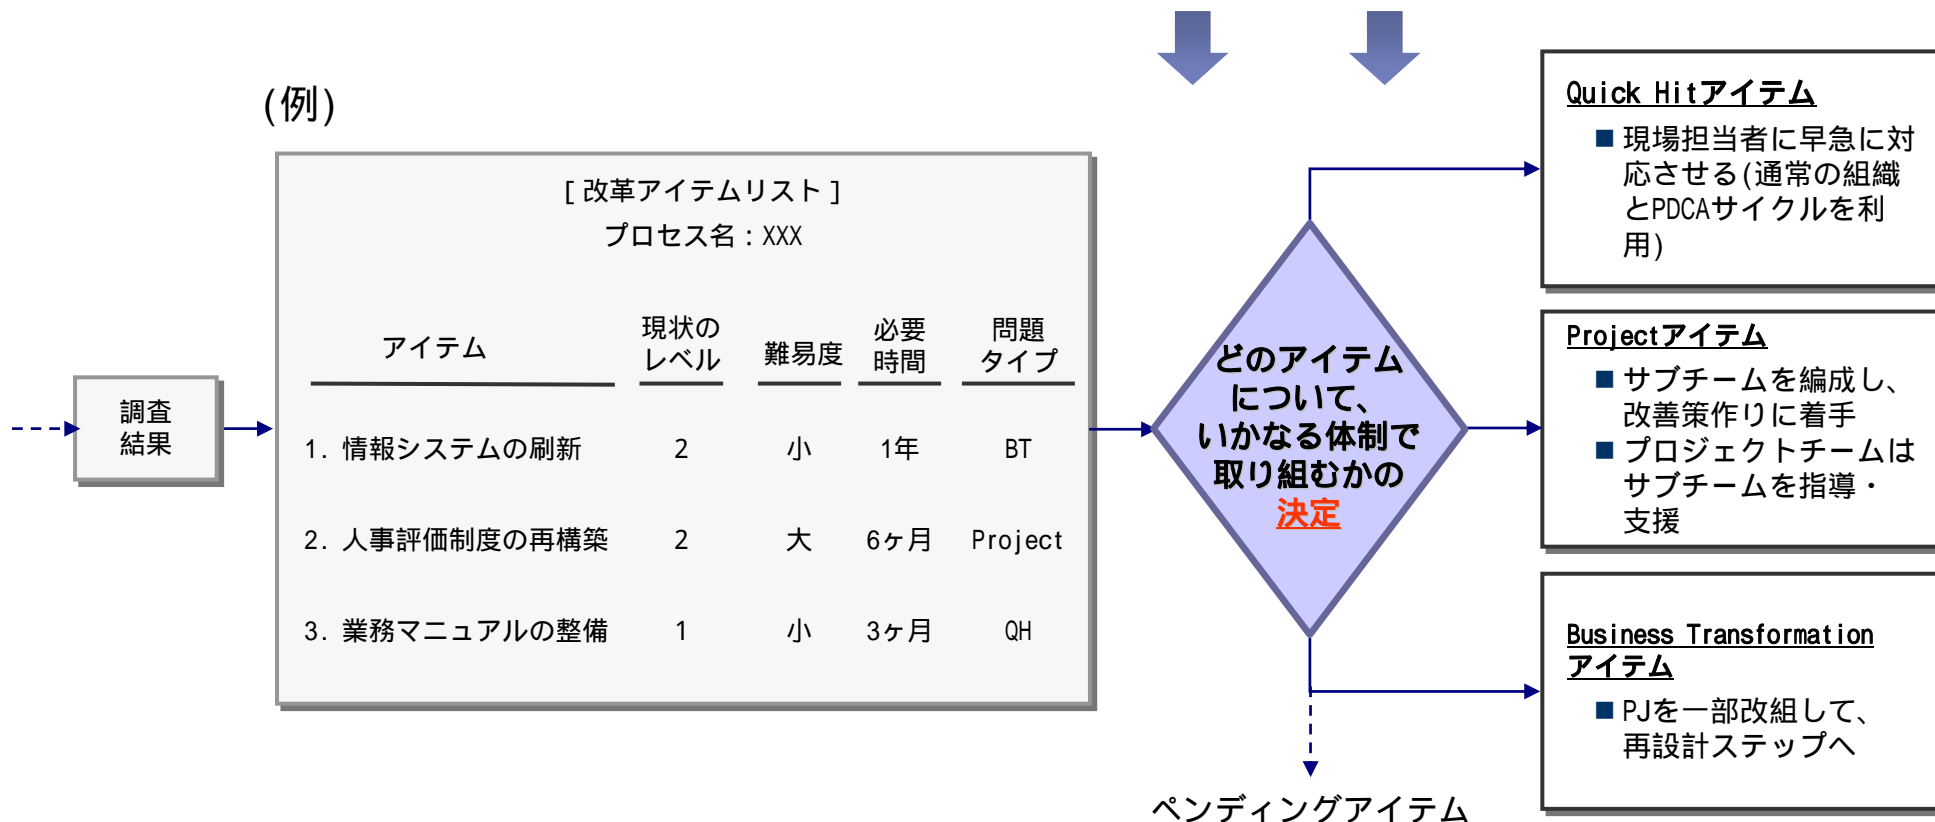 (例)
[改革アイテムリスト]
プロセス名：XXX
アイテム
現状の
レベル
難易度
必要
時間
問題
タイプ
1. 情報システムの刷新 2 小 1年 BT
2. 人事評価制度の再構築 2 大 6ヶ月 Project
3. 業務マニュアルの整備 1 小 3ヶ月 QH
調査
結果
どのアイテム
について、
いかなる体制で
取り組むかの
決定
ペンディングアイテム
Quick Hitアイテム
■現場担当者に早急に対
応させる(通常の組織
とPDCAサイクルを利
用)
Projectアイテム
■サブチームを編成し、
改善策作りに着手
■プロジェクトチームは
サブチームを指導・
支援
Business Transformation
アイテム
■PJを一部改組して、
再設計ステップへ